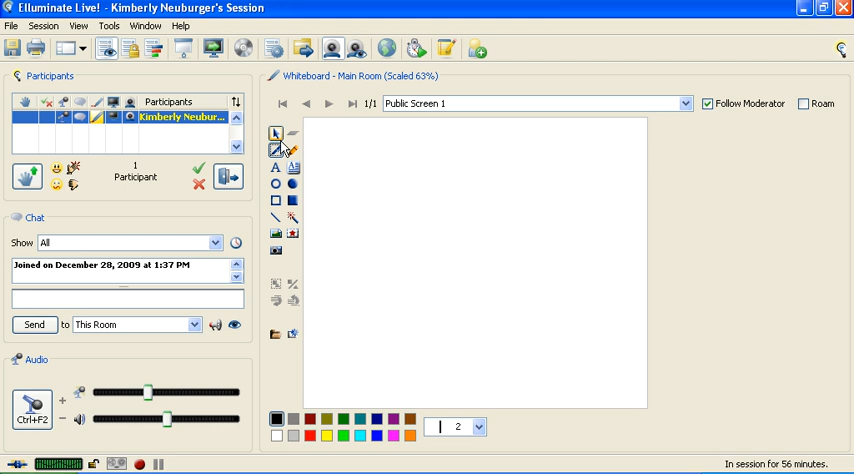 Elluminate Live! - Kimberly Neuburger's Session
File Session View Tools Window Help
Participants
Participants
Kimberly Neubur...
1
Participant
Chat
Show All
Joined on December 28, 2009 at 1:37 PM
Send to This Room
Audio
Ctrl+F2
+
-
Whiteboard - Main Room (Scaled 63%)
1/1 Public Screen 1 Follow Moderator Roam
A A
2
In session for 56 minutes.